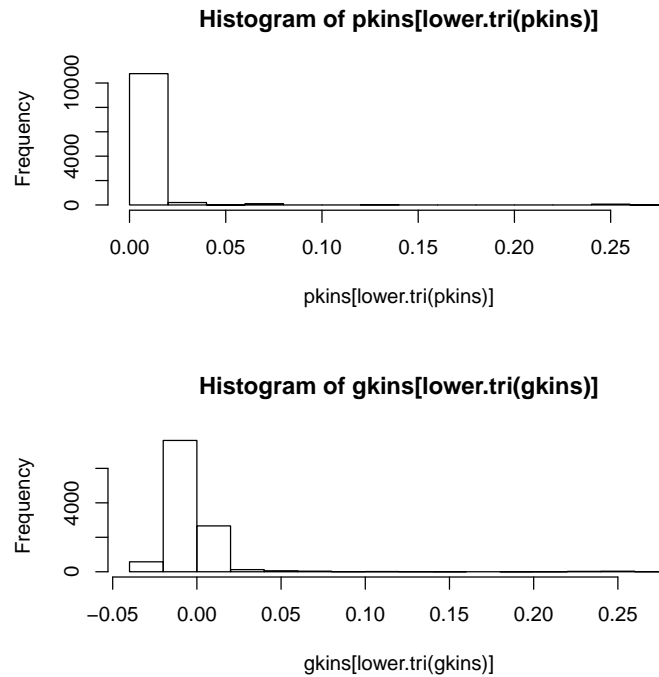 Histogram of pkins[lower.tri(pkins)]
Frequency
10000
4000
0
0.00 0.05 0.10 0.15 0.20 0.25
pkins[lower.tri(pkins)]
Histogram of gkins[lower.tri(gkins)]
Frequency
4000
0
−0.05 0.00 0.05 0.10 0.15 0.20 0.25
gkins[lower.tri(gkins)]